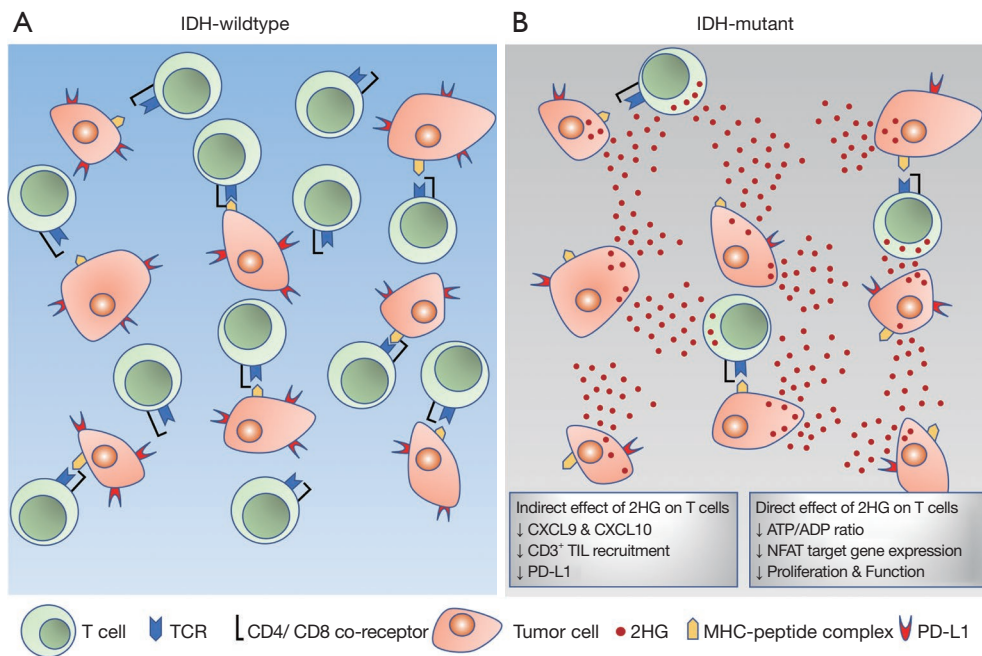 A
IDH-wildtype
B
IDH-mutant
Indirect effect of 2HG on T cells
↓ CXCL9 & CXCL10
↓ CD3⁺ TIL recruitment
↓ PD-L1
Direct effect of 2HG on T cells
↓ ATP/ADP ratio
↓ NFAT target gene expression
↓ Proliferation & Function
T cell
TCR
CD4/ CD8 co-receptor
Tumor cell
2HG
MHC-peptide complex
PD-L1